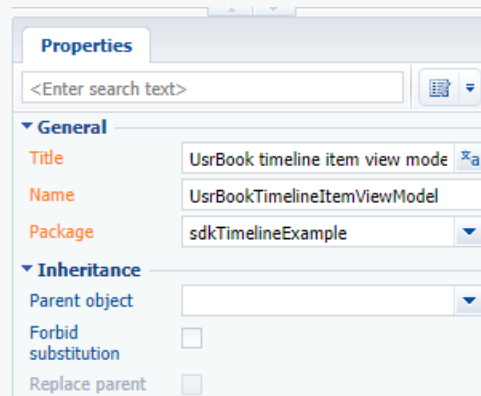 Properties
<Enter search text>
General
Title UsrBook timeline item view mode
Name UsrBookTimelineItemViewModel
Package sdkTimelineExample
Inheritance
Parent object
Forbid
substitution
Replace parent